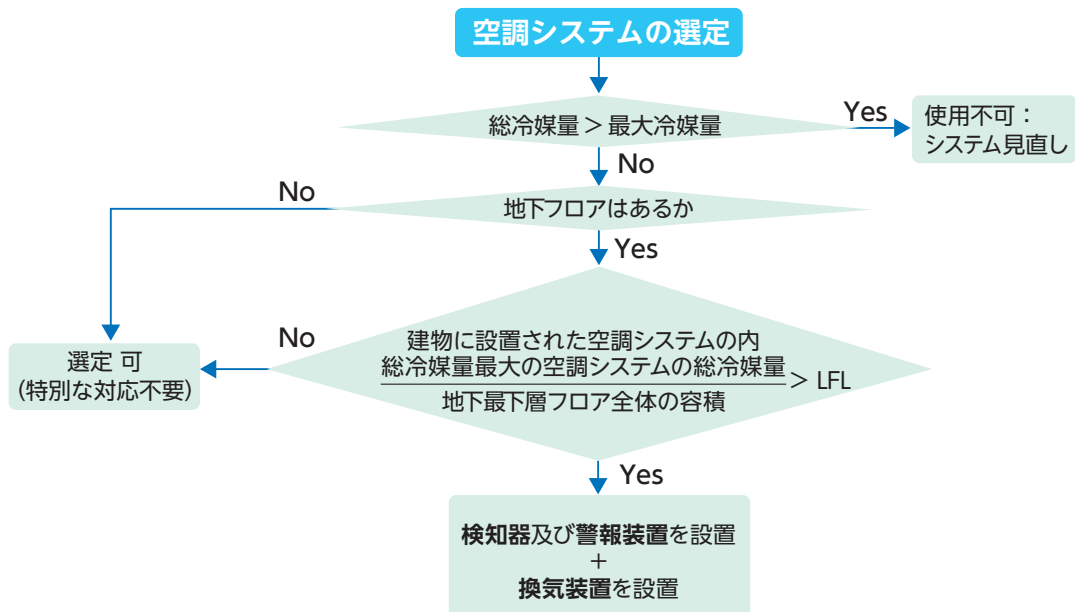 空調システムの選定
総冷媒量 > 最大冷媒量
Yes
使用不可：
システム見直し
No
No
地下フロアはあるか
Yes
No
建物に設置された空調システムの内
総冷媒量最大の空調システムの総冷媒量
> LFL
地下最下層フロア全体の容積
選定 可
(特別な対応不要)
Yes
検知器及び警報装置を設置
+
換気装置を設置